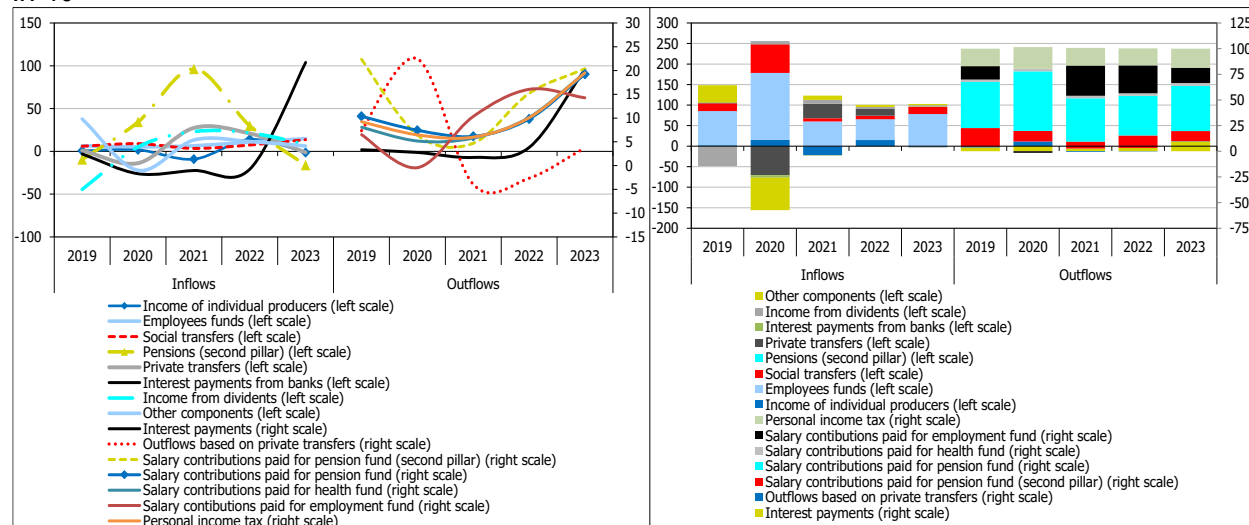 150
100
50
0
-50
-100
30
25
20
15
10
5
0
-5
-10
-15
2019 2020 2021 2022 2023 2019 2020 2021 2022 2023
Inflows Outflows
Income of individual producers (left scale)
Employees funds (left scale)
Social transfers (left scale)
Pensions (second pillar) (left scale)
Private transfers (left scale)
Interest payments from banks (left scale)
Income from dividends (left scale)
Other components (left scale)
Interest payments (right scale)
Outflows based on private transfers (right scale)
Salary contributions paid for pension fund (second pillar) (right scale)
Salary contributions paid for pension fund (right scale)
Salary contibutions paid for health fund (right scale)
Salary contibutions paid for employment fund (right scale)
Personal income tax (right scale)
300
250
200
150
100
50
0
-50
-100
-150
-200
125
100
75
50
25
0
-25
-50
-75
2019 2020 2021 2022 2023 2019 2020 2021 2022 2023
Inflows Outflows
Other components (left scale)
Income from dividends (left scale)
Interest payments from banks (left scale)
Private transfers (left scale)
Pensions (second pillar) (left scale)
Social transfers (left scale)
Employees funds (left scale)
Income of individual producers (left scale)
Personal income tax (right scale)
Salary contibutions paid for employment fund (right scale)
Salary contibutions paid for health fund (right scale)
Salary contributions paid for pension fund (right scale)
Salary contributions paid for pension fund (second pillar) (right scale)
Outflows based on private transfers (right scale)
Interest payments (right scale)